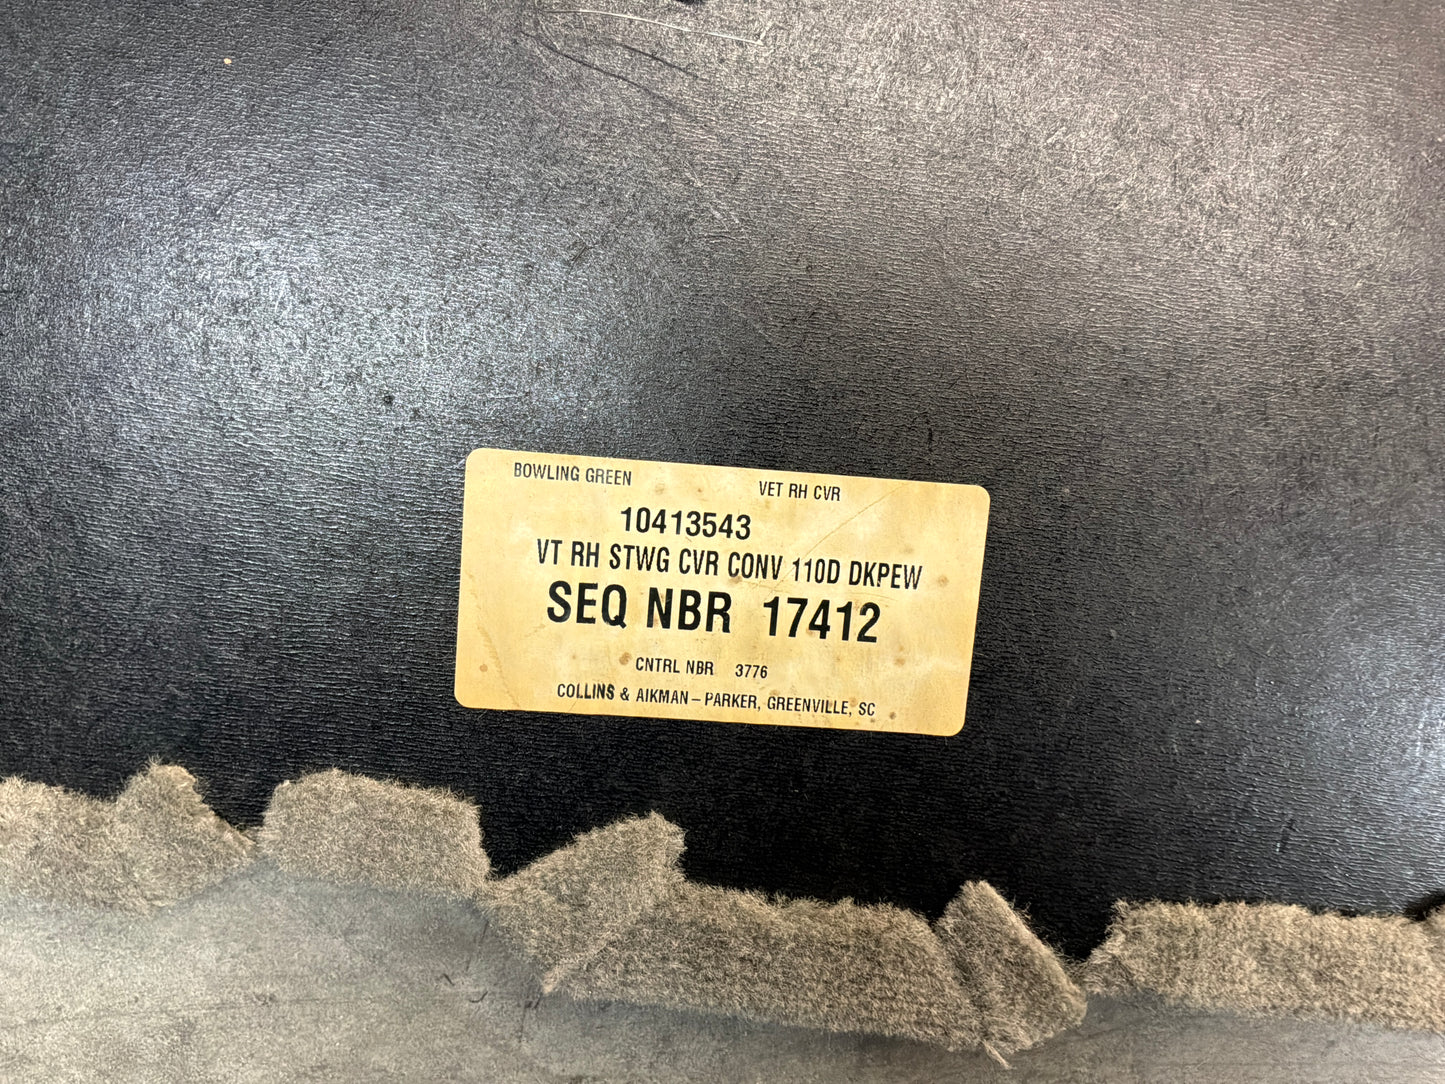 BOWLING GREEN VET RH CVR
10413543
VT RH STWG CVR CONV 110D DKPEW
SEQ NBR 17412
CNTRL NBR 3776
COLLINS & AIKMAN – PARKER, GREENVILLE, SC